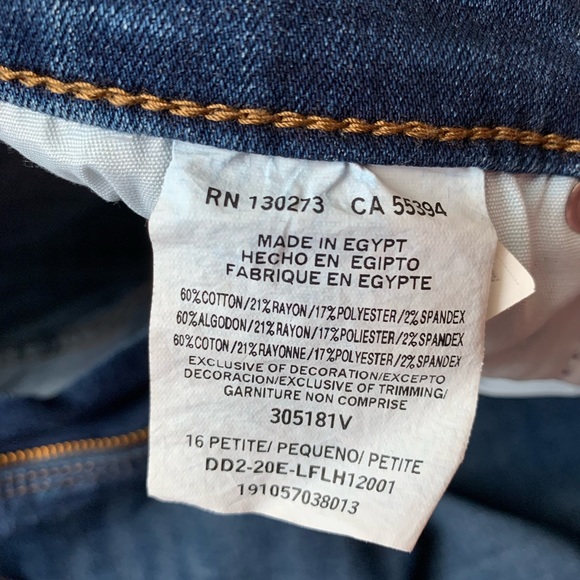 RN 130273 CA 55394
MADE IN EGYPT
HECHO EN EGIPTO
FABRIQUE EN EGYPTE
60%COTTON/21%RAYON/17%POLYESTER/2%SPANDEX
60%ALGODON/21%RAYON/17%POLIESTER/2%SPANDEX
60%COTON/21%RAYONNE/17%POLYESTER/2%SPANDEX
EXCLUSIVE OF DECORATION/EXCEPTO
DECORACION/EXCLUSIVE OF TRIMMING/
GARNITURE NON COMPRISE
305181V
16 PETITE/ PEQUENO/ PETITE
DD2-20E-LFLH12001
191057038013